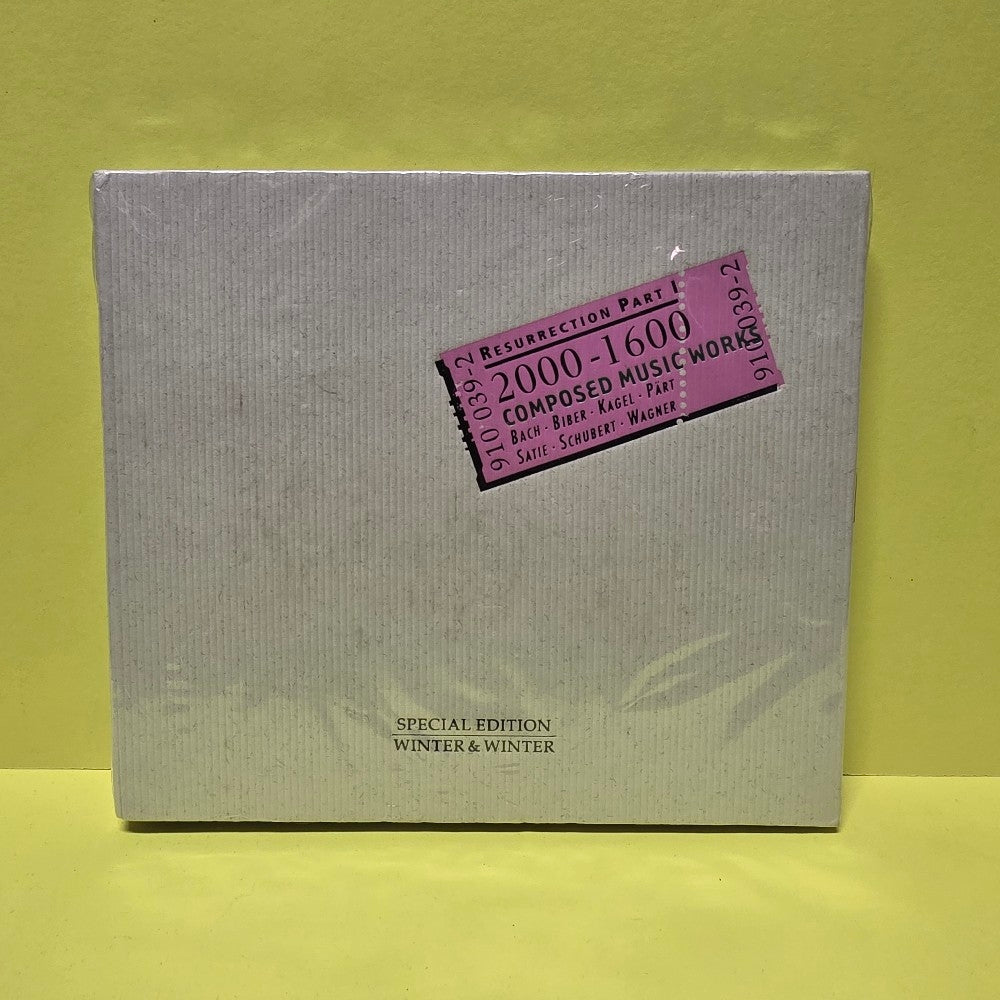 910 039-2
RESURRECTION PART I
2000-1600
COMPOSED MUSIC WORKS
BACH · BIBER · KAGEL · PÄRT
SATIE · SCHUBERT · WAGNER
910 039-2
SPECIAL EDITION
WINTER & WINTER